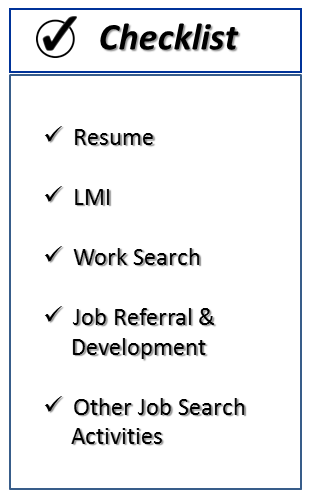 Checklist
✓ Resume
✓ LMI
✓ Work Search
✓ Job Referral &
Development
✓ Other Job Search
Activities